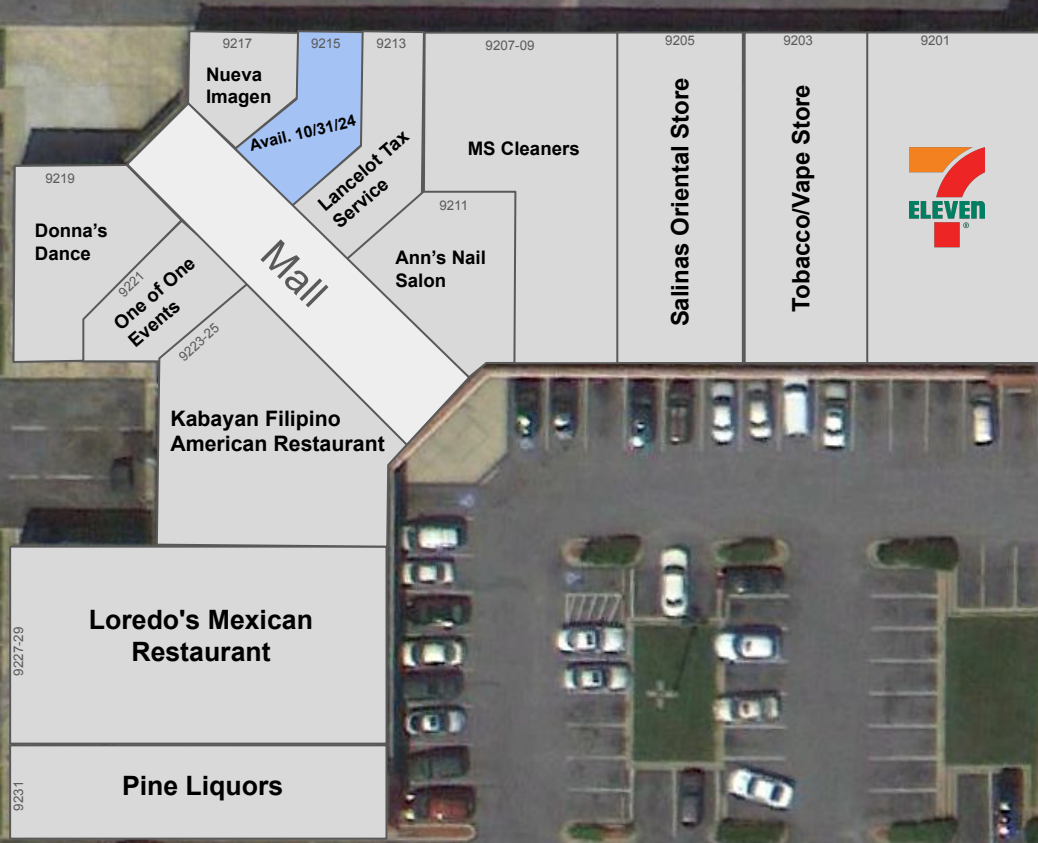 9217
Nueva
Imagen
9215
Avail. 10/31/24
9213
Lancelot Tax
Service
9207-09
MS Cleaners
9205
Salinas Oriental Store
9203
Tobacco/Vape Store
9201
7
ELEVEN
®
9219
Donna's
Dance
9221
One of One
Events
9211
Ann's Nail
Salon
Mall
9223-25
Kabayan Filipino
American Restaurant
9227-29
Loredo's Mexican
Restaurant
9231
Pine Liquors